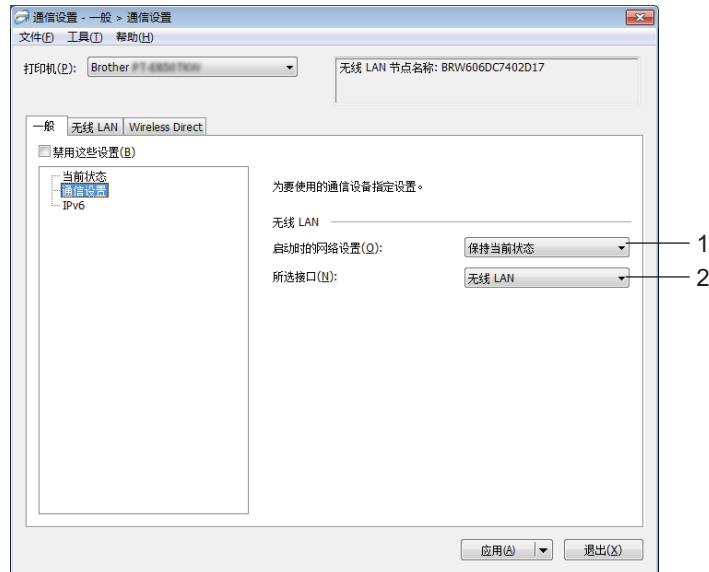 通信设置 - 一般 > 通信设置
文件(F) 工具(T) 帮助(H)
打印机(P): Brother
无线 LAN 节点名称: BRW606DC7402D17
一般 无线 LAN Wireless Direct
禁用这些设置(B)
当前状态
通信设置
IPv6
为要使用的通信设备指定设置。
无线 LAN
启动时的网络设置(O): 保持当前状态 1
所选接口(N): 无线 LAN 2
应用(A) 退出(X)